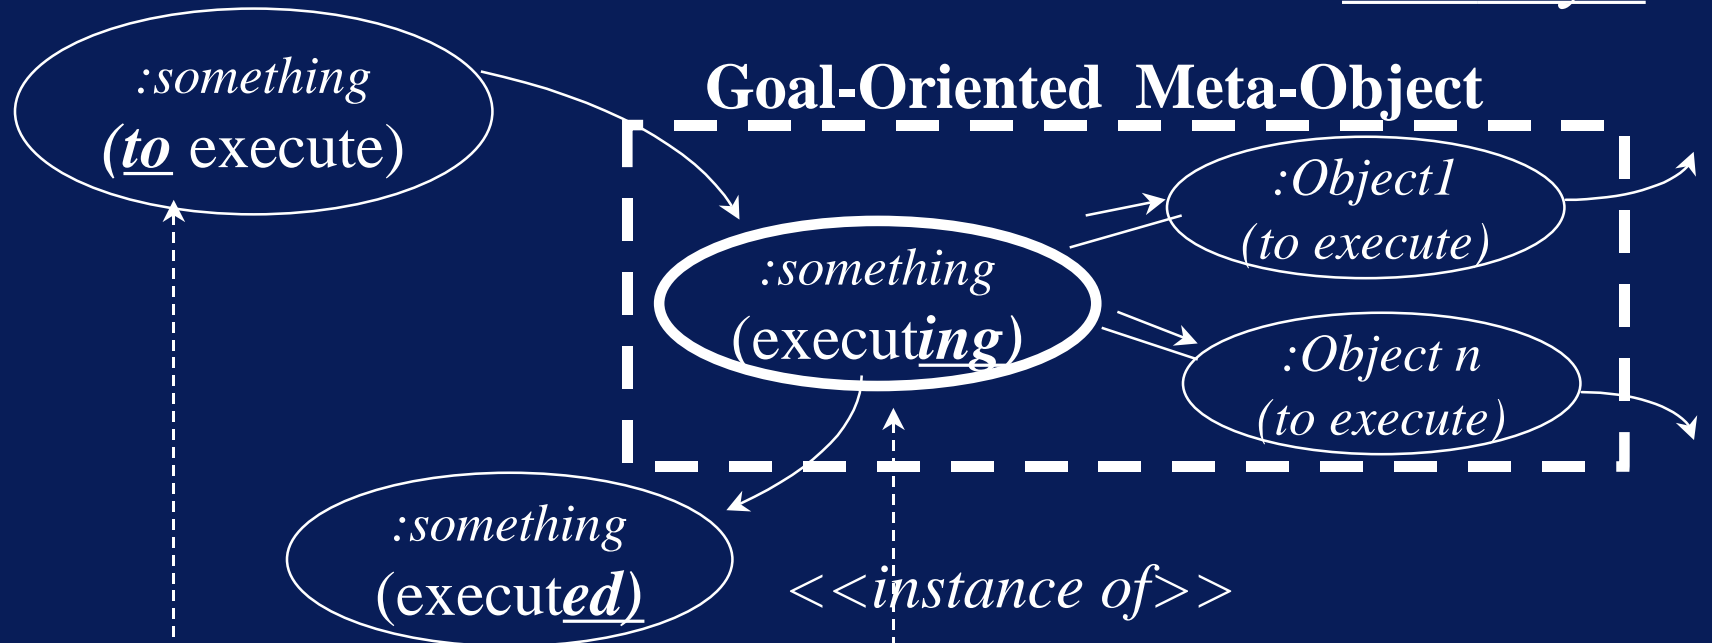 :something
(to execute)
Goal-Oriented Meta-Object
:Object1
(to execute)
:something
(executing)
:Object n
(to execute)
:something
(executed)
<<instance of>>